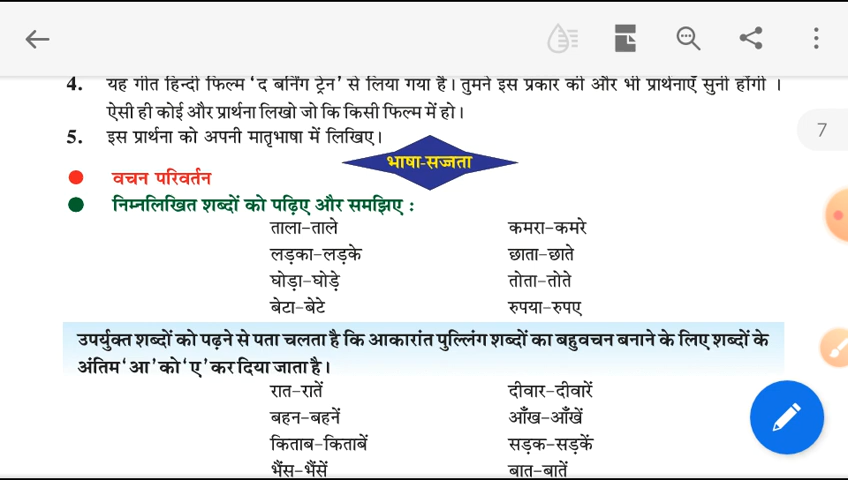 4. यह गीत हिन्दी फिल्म ‘द बर्निंग ट्रेन’ से लिया गया है। तुमने इस प्रकार की और भी प्रार्थनाएँ सुनी होंगी ।
ऐसी ही कोई और प्रार्थना लिखो जो कि किसी फिल्म में हो।
7
5. इस प्रार्थना को अपनी मातृभाषा में लिखिए।
भाषा-सज्जता
वचन परिवर्तन
निम्नलिखित शब्दों को पढ़िए और समझिए :
ताला-ताले कमरा-कमरे
लड़का-लड़के छाता-छाते
घोड़ा-घोड़े तोता-तोते
बेटा-बेटे रुपया-रुपए
उपर्युक्त शब्दों को पढ़ने से पता चलता है कि आकारांत पुल्लिंग शब्दों का बहुवचन बनाने के लिए शब्दों के
अंतिम ‘आ’ को ‘ए’ कर दिया जाता है।
रात-रातें दीवार-दीवारें
बहन-बहनें आँख-आँखें
किताब-किताबें सड़क-सड़कें
भैंस-भैंसें बात-बातें